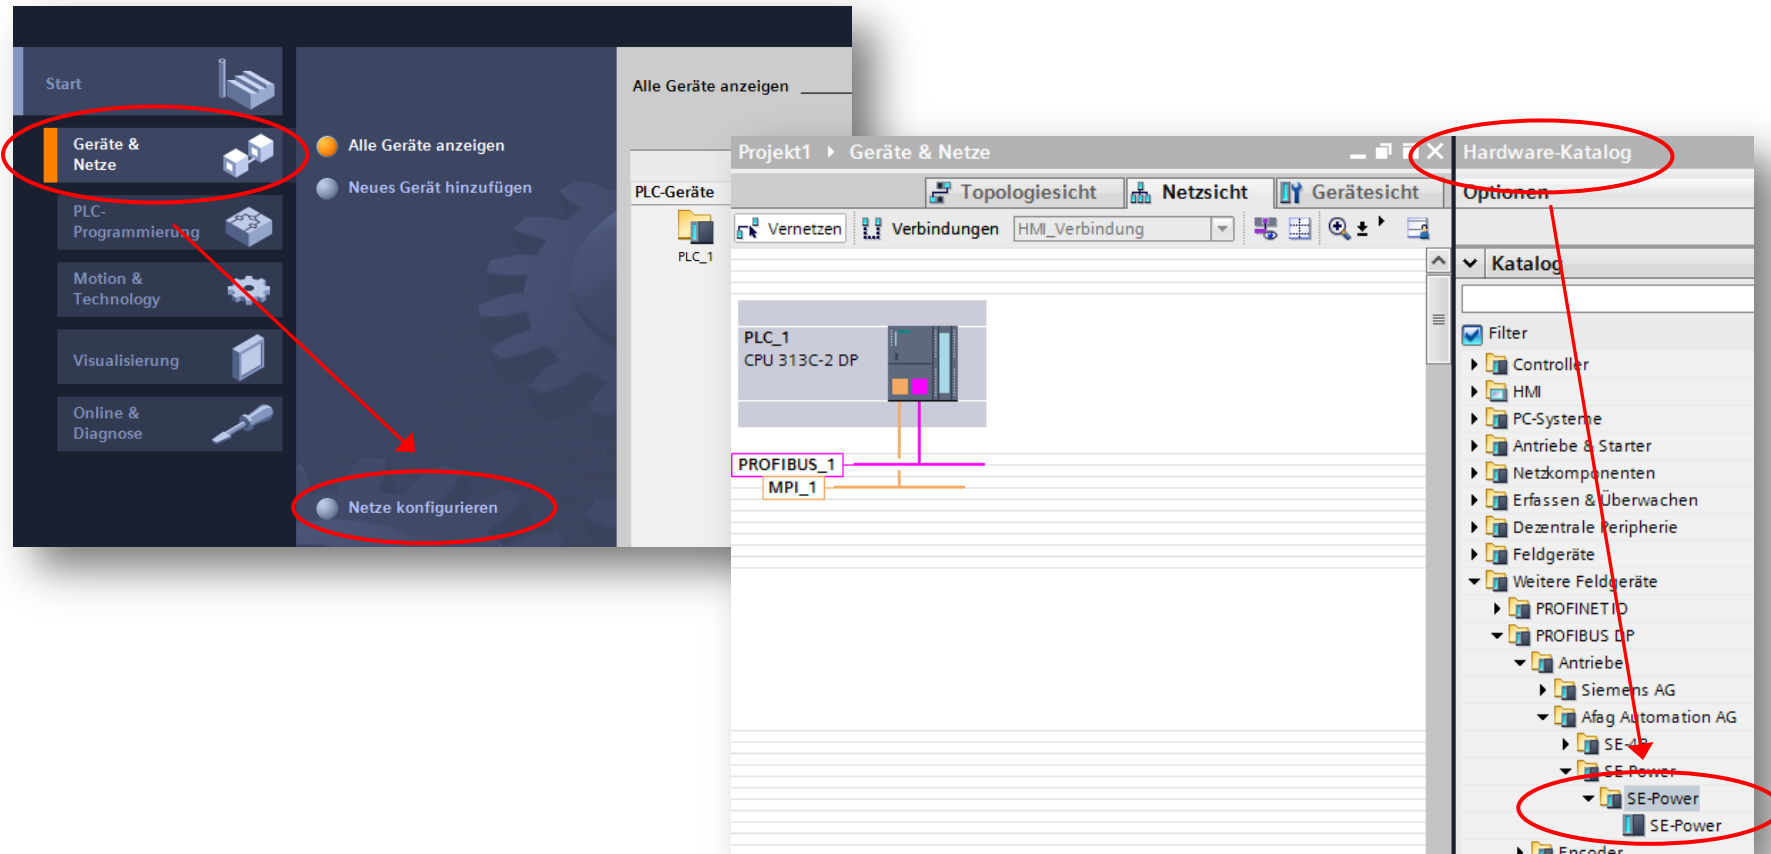 Start
Geräte &
Netze
PLC-
Programmierung
Motion &
Technology
Visualisierung
Online &
Diagnose
Alle Geräte anzeigen
Neues Gerät hinzufügen
Netze konfigurieren
Alle Geräte anzeigen
PLC-Geräte
PLC_1
Projekt1 Geräte & Netze
Topologiesicht Netzsicht Gerätesicht
Vernetzen Verbindungen HMI_Verbindung
PLC_1
CPU 313C-2 DP
PROFIBUS_1
MPI_1
Hardware-Katalog
Optionen
Katalog
Filter
Controller
HMI
PC-Systeme
Antriebe & Starter
Netzkomponenten
Erfassen & Überwachen
Dezentrale Peripherie
Feldgeräte
Weitere Feldgeräte
PROFINET IO
PROFIBUS DP
Antriebe
Siemens AG
Afag Automation AG
SE-Power
SE-Power
SE-Power
Encoder